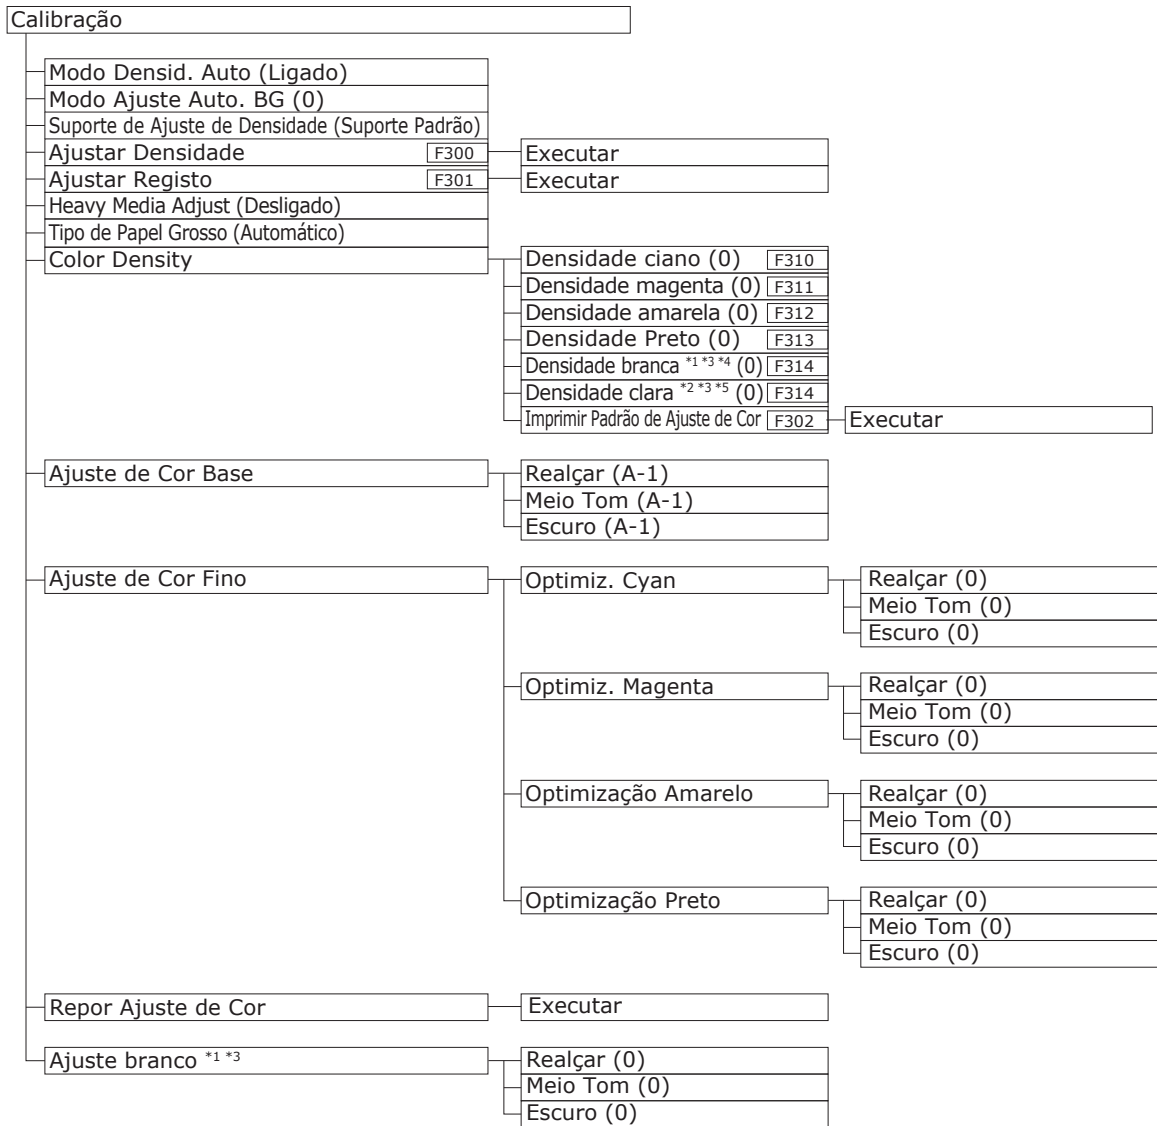 Calibração
Modo Densid. Auto (Ligado)
Modo Ajuste Auto. BG (0)
Suporte de Ajuste de Densidade (Suporte Padrão)
Ajustar Densidade F300 Executar
Ajustar Registo F301 Executar
Heavy Media Adjust (Desligado)
Tipo de Papel Grosso (Automático)
Color Density Densidade ciano (0) F310
Densidade magenta (0) F311
Densidade amarela (0) F312
Densidade Preto (0) F313
Densidade branca *1 *3 *4 (0) F314
Densidade clara *2 *3 *5 (0) F314
Imprimir Padrão de Ajuste de Cor F302 Executar
Ajuste de Cor Base Realçar (A-1)
Meio Tom (A-1)
Escuro (A-1)
Ajuste de Cor Fino Optimiz. Cyan Realçar (0)
Meio Tom (0)
Escuro (0)
Optimiz. Magenta Realçar (0)
Meio Tom (0)
Escuro (0)
Optimização Amarelo Realçar (0)
Meio Tom (0)
Escuro (0)
Optimização Preto Realçar (0)
Meio Tom (0)
Escuro (0)
Repor Ajuste de Cor Executar
Ajuste branco *1 *3 Realçar (0)
Meio Tom (0)
Escuro (0)